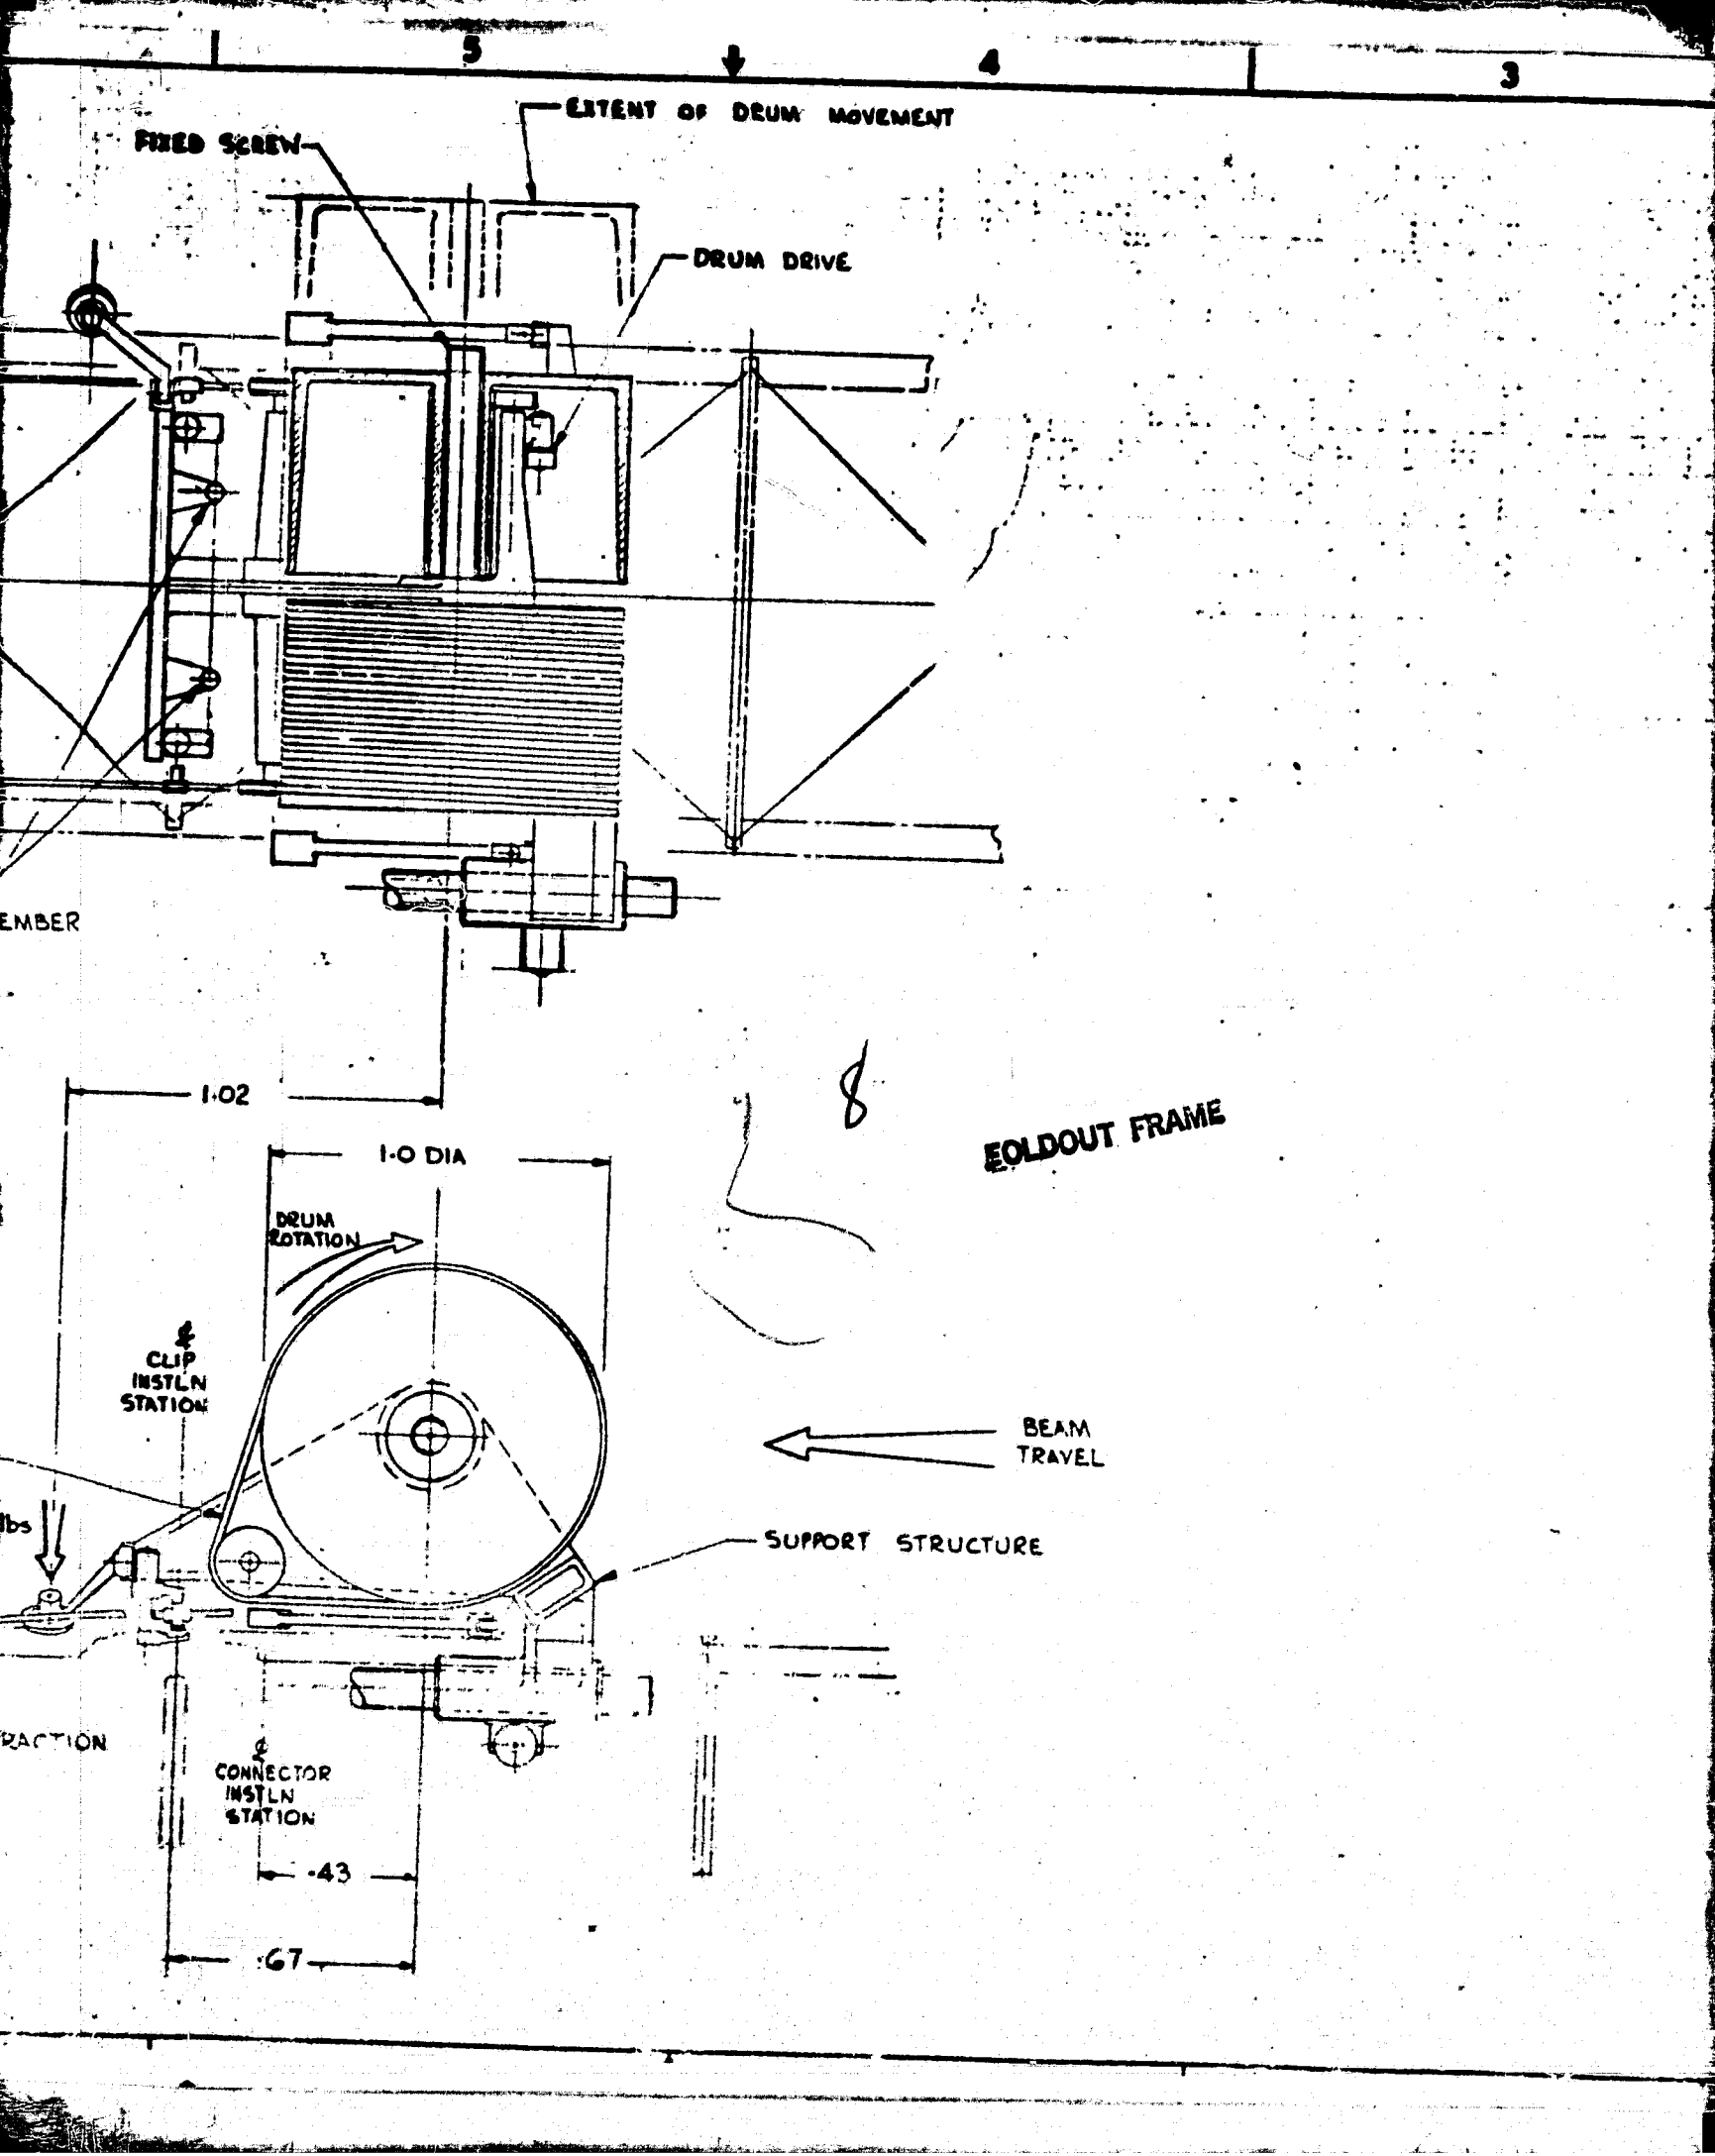 5
4
3
EXTENT OF DRUM MOVEMENT
FIXED SCREW
DRUM DRIVE
EMBER
1.02
8
FOLDOUT FRAME
1.0 DIA
DRUM
ROTATION
℄
CLIP
INSTLN
STATION
BEAM
TRAVEL
lbs
SUPPORT STRUCTURE
RACTION
℄
CONNECTOR
INSTLN
STATION
.43
.67